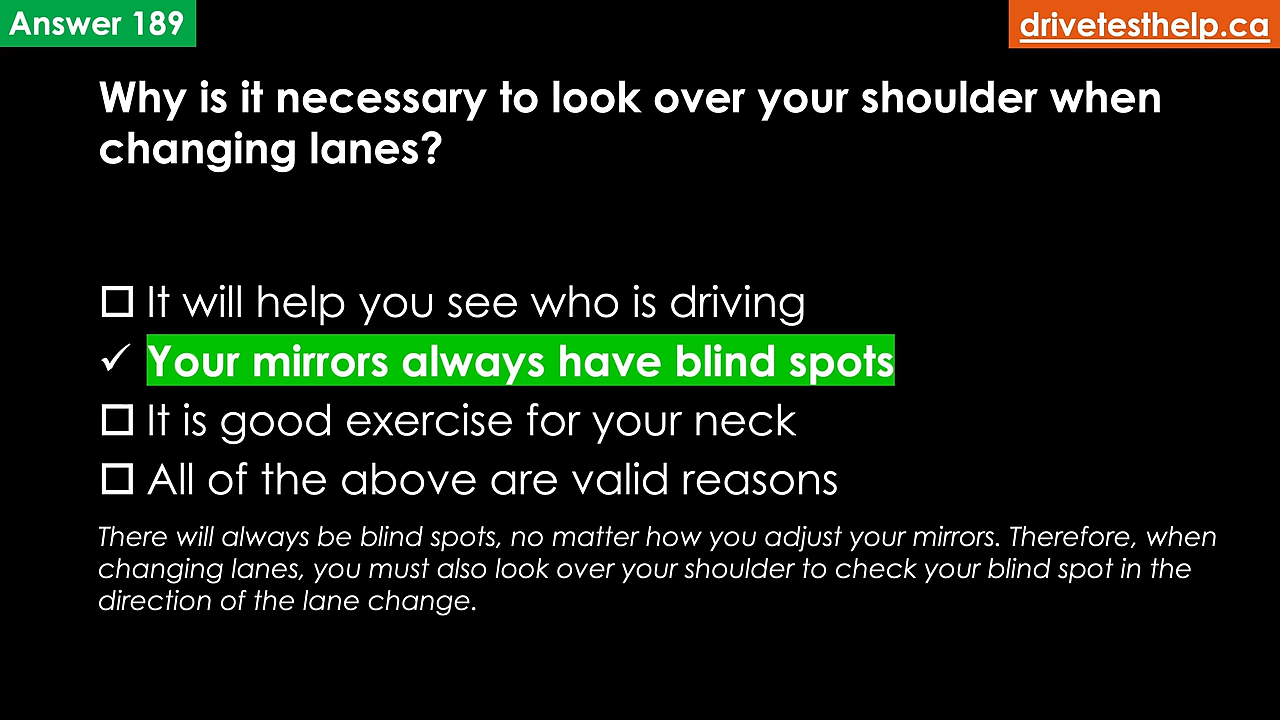 Answer 189
drivetesthelp.ca
Why is it necessary to look over your shoulder when
changing lanes?
It will help you see who is driving
Your mirrors always have blind spots
It is good exercise for your neck
All of the above are valid reasons
There will always be blind spots, no matter how you adjust your mirrors. Therefore, when
changing lanes, you must also look over your shoulder to check your blind spot in the
direction of the lane change.